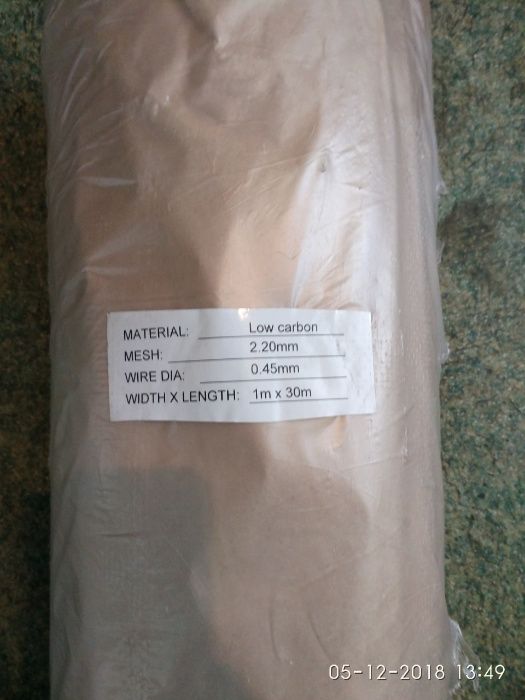 MATERIAL: Low carbon
MESH: 2.20mm
WIRE DIA: 0.45mm
WIDTH X LENGTH: 1m x 30m
05-12-2018 13:49